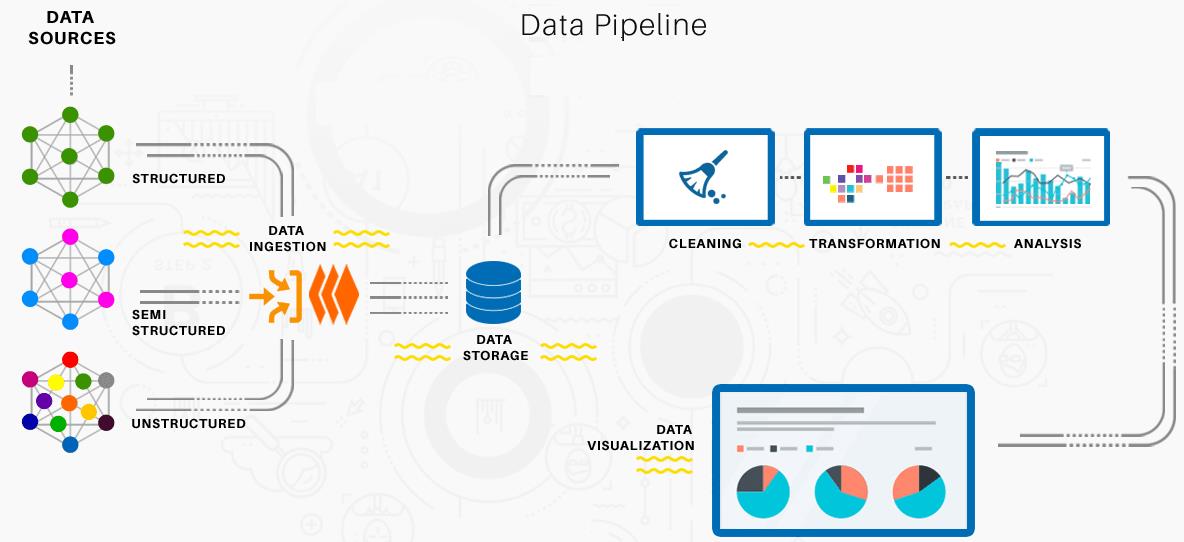 Data Pipeline
DATA
SOURCES
STRUCTURED
SEMI
STRUCTURED
UNSTRUCTURED
DATA
INGESTION
DATA
STORAGE
CLEANING
TRANSFORMATION
ANALYSIS
DATA
VISUALIZATION